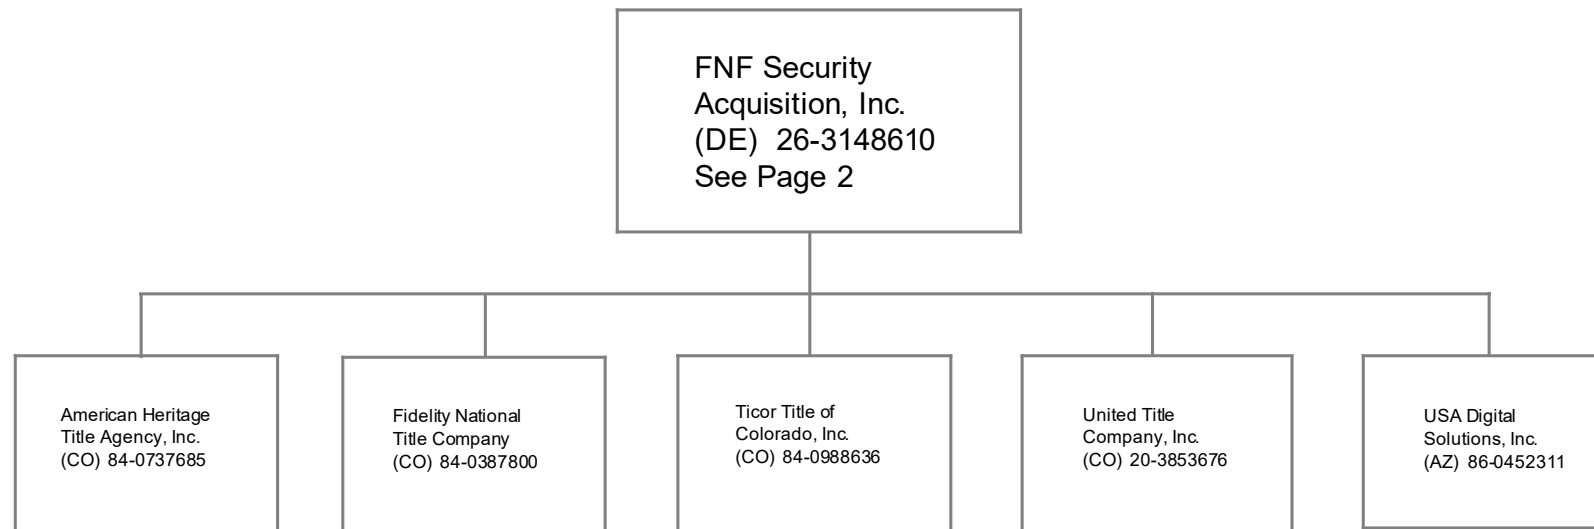 FNF Security
Acquisition, Inc.
(DE)  26-3148610
See Page 2
American Heritage
Title Agency, Inc.
(CO) 84-0737685
Fidelity National
Title Company
(CO) 84-0387800
Ticor Title of
Colorado, Inc.
(CO) 84-0988636
United Title
Company, Inc.
(CO) 20-3853676
USA Digital
Solutions, Inc.
(AZ) 86-0452311